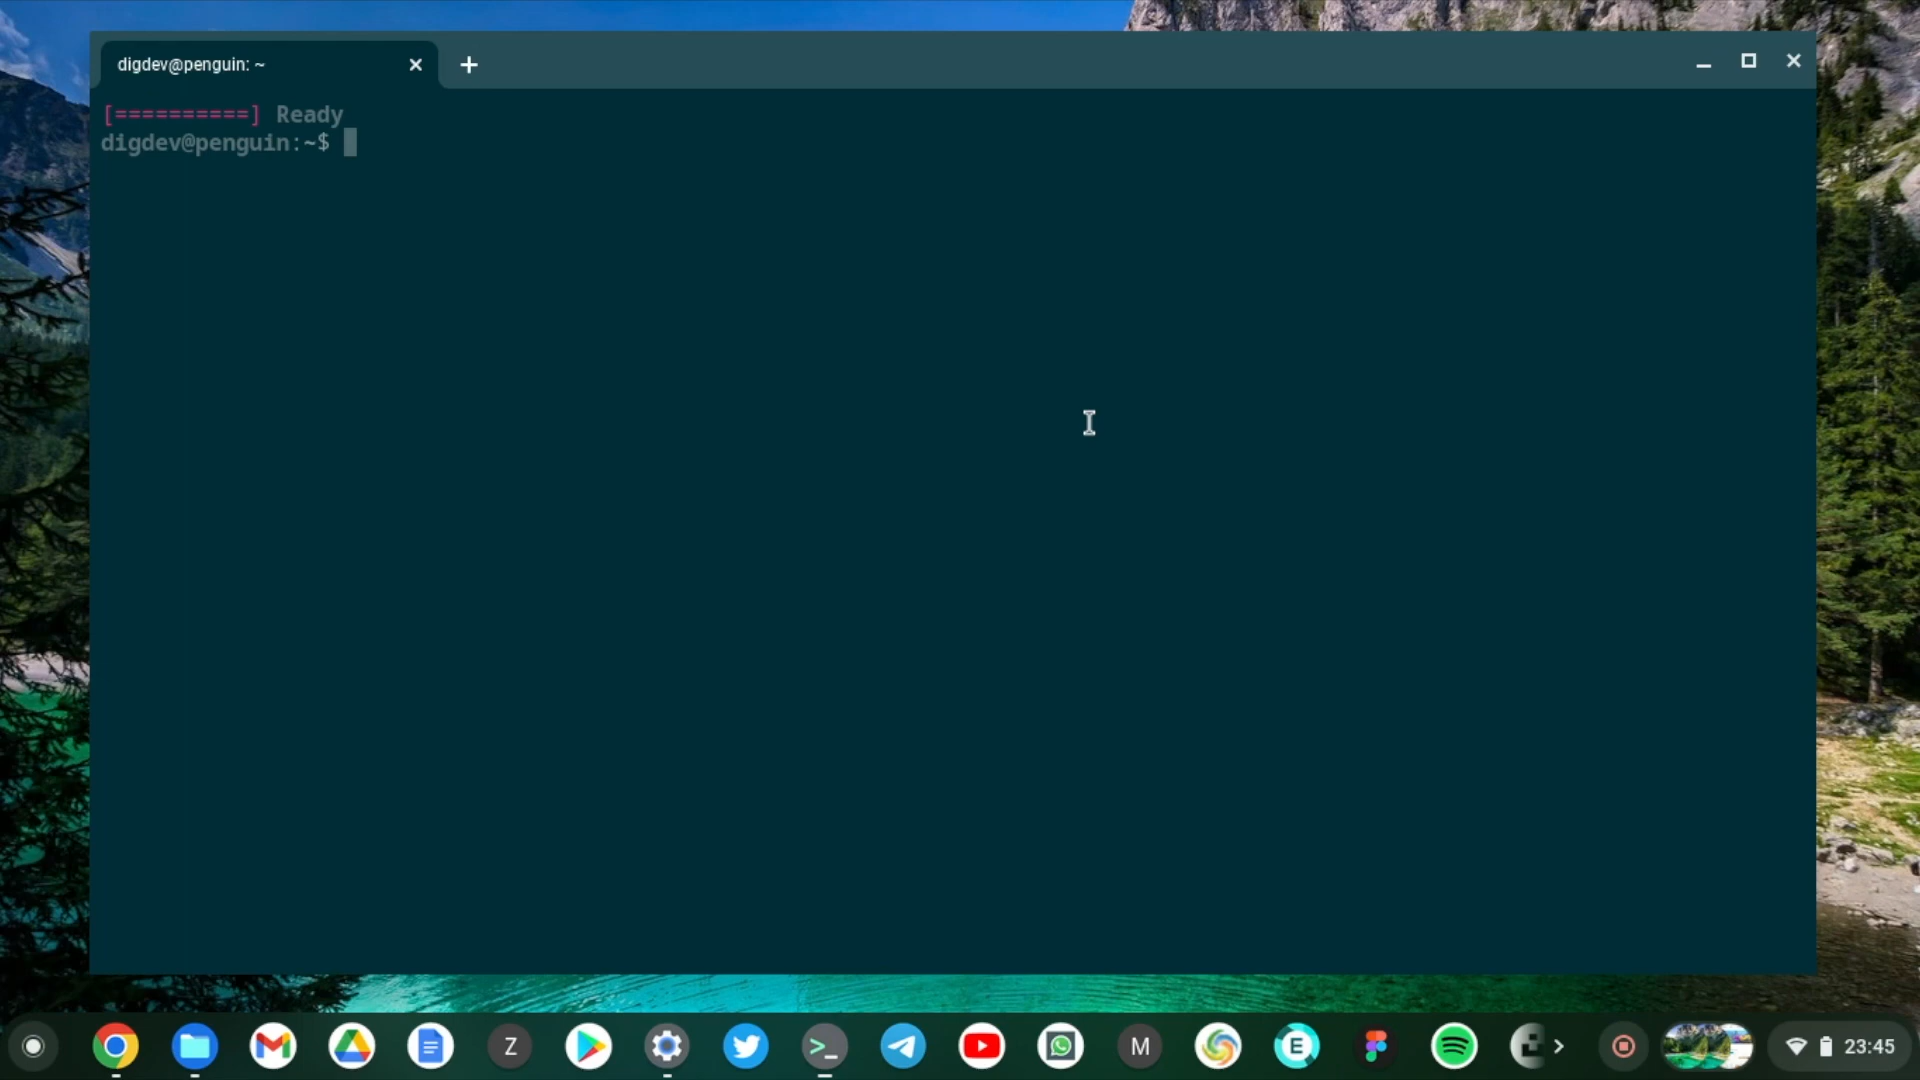 digdev@penguin: ~
[==========] Ready
digdev@penguin:~$
Z
>_
M
E
23:45